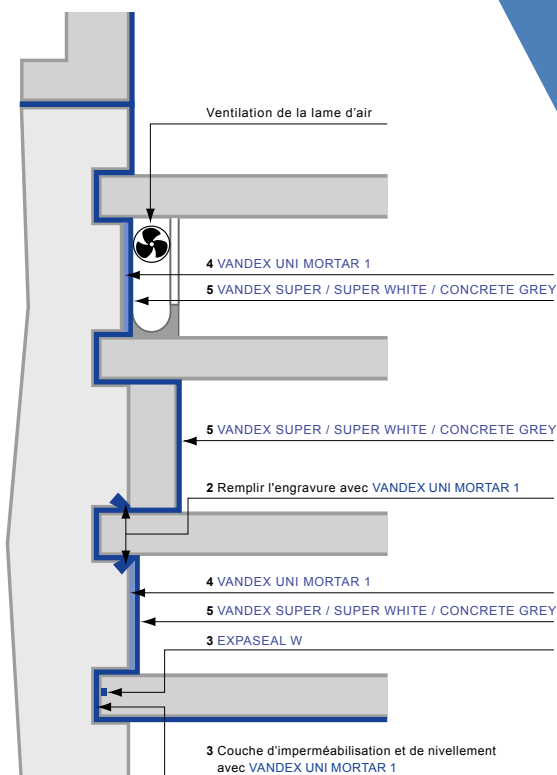 Ventilation de la lame d'air
4 VANDEX UNI MORTAR 1
5 VANDEX SUPER / SUPER WHITE / CONCRETE GREY
5 VANDEX SUPER / SUPER WHITE / CONCRETE GREY
2 Remplir l'engravure avec VANDEX UNI MORTAR 1
4 VANDEX UNI MORTAR 1
5 VANDEX SUPER / SUPER WHITE / CONCRETE GREY
3 EXPASEAL W
3 Couche d'imperméabilisation et de nivellement
avec VANDEX UNI MORTAR 1